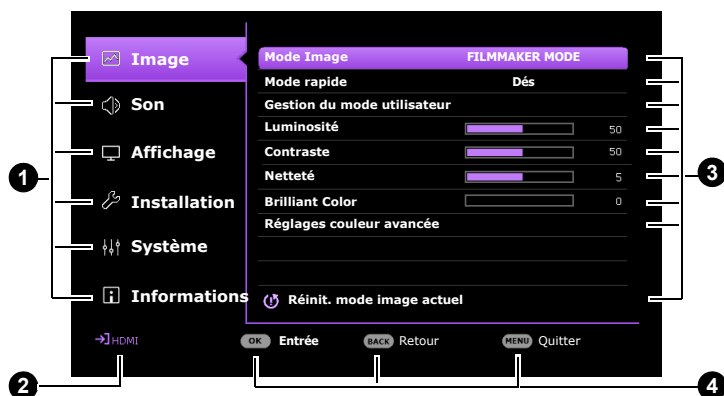 Image
Son
Affichage
Installation
Système
Informations
Mode Image FILMMAKER MODE
Mode rapide Dés
Gestion du mode utilisateur
Luminosité 50
Contraste 50
Netteté 5
Brilliant Color 0
Réglages couleur avancée
Réinit. mode image actuel
HDMI
OK Entrée BACK Retour MENU Quitter
1
2
3
4